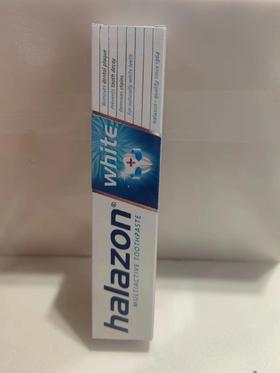 halazon®
MULTIACTIVE TOOTHPASTE
white
Removes dental plaque
Prevents tooth decay
Removes stains
For naturally white teeth
halazon - quality since 1964